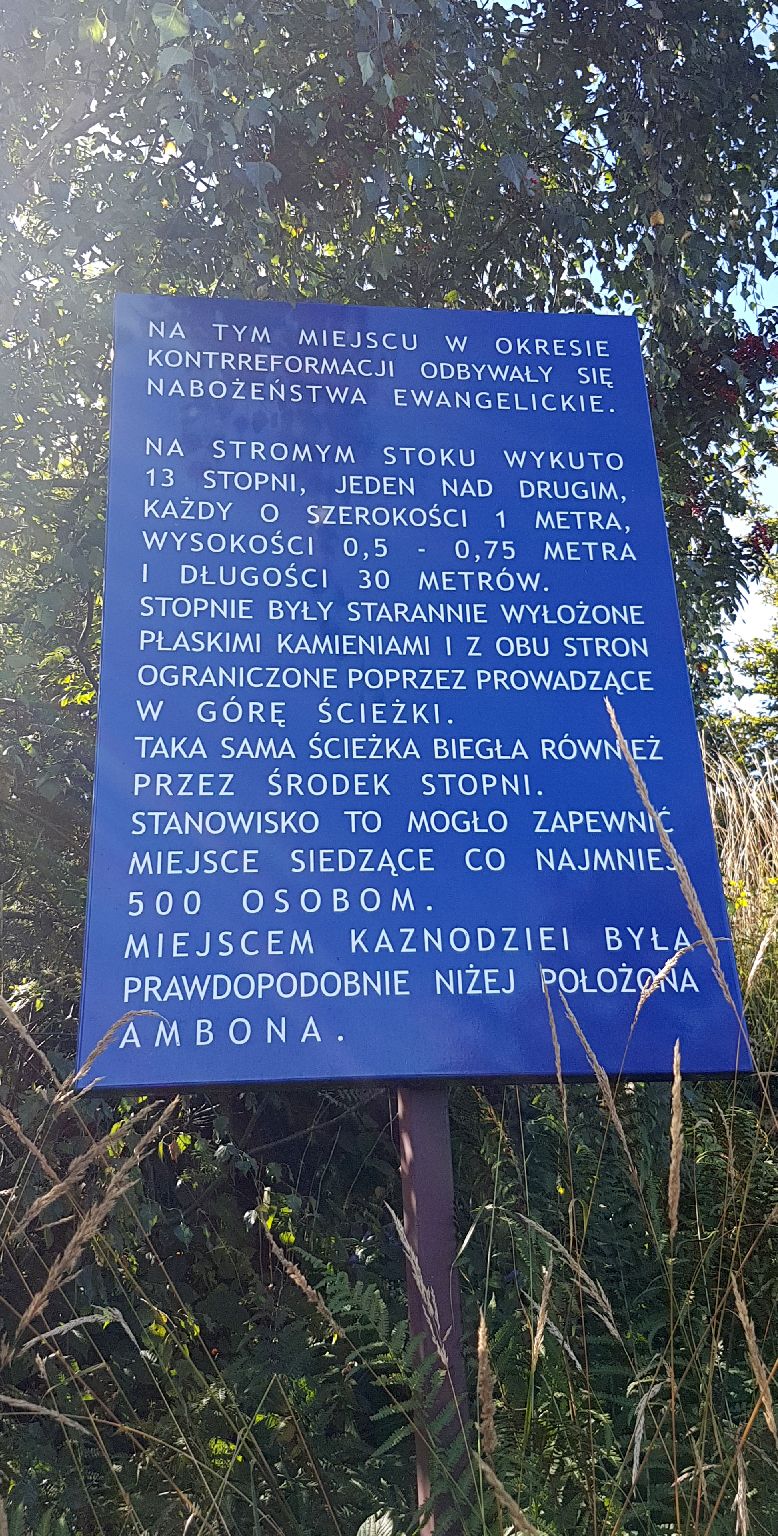 NA TYM MIEJSCU W OKRESIE
KONTRREFORMACJI ODBYWAŁY SIĘ
NABOŻEŃSTWA EWANGELICKIE.
NA STROMYM STOKU WYKUTO
13 STOPNI, JEDEN NAD DRUGIM,
KAŻDY O SZEROKOŚCI 1 METRA,
WYSOKOŚCI 0,5 - 0,75 METRA
I DŁUGOŚCI 30 METRÓW.
STOPNIE BYŁY STARANNIE WYŁOŻONE
PŁASKIMI KAMIENIAMI I Z OBU STRON
OGRANICZONE POPRZEZ PROWADZĄCE
W GÓRĘ ŚCIEŻKI.
TAKA SAMA ŚCIEŻKA BIEGŁA RÓWNIEŻ
PRZEZ ŚRODEK STOPNI.
STANOWISKO TO MOGŁO ZAPEWNIĆ
MIEJSCE SIEDZĄCE CO NAJMNIEJ
500 OSOBOM.
MIEJSCEM KAZNODZIEI BYŁA
PRAWDOPODOBNIE NIŻEJ POŁOŻONA
AMBONA.